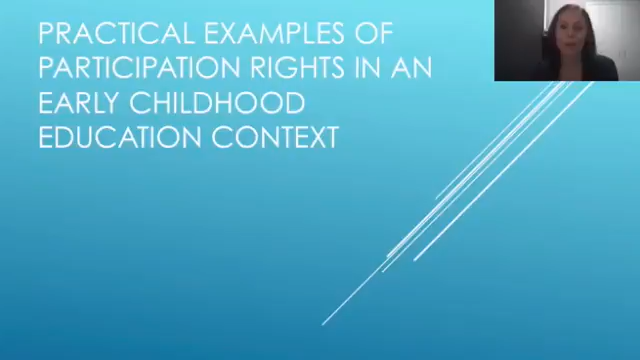 PRACTICAL EXAMPLES OF
PARTICIPATION RIGHTS IN AN
EARLY CHILDHOOD
EDUCATION CONTEXT